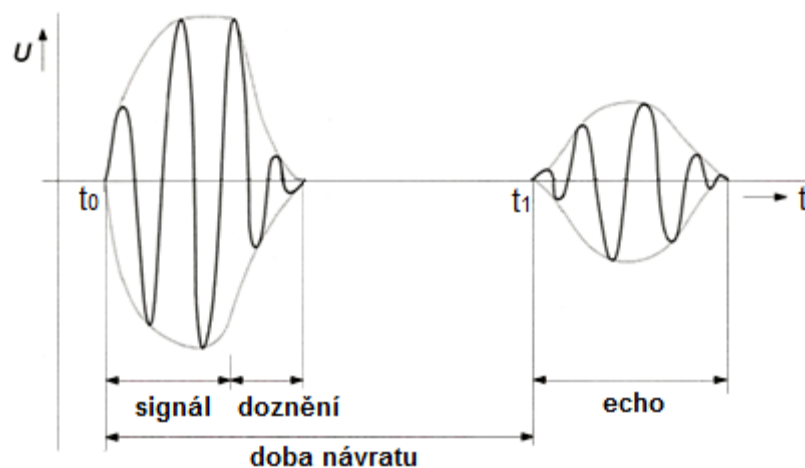 U
t0
t1
t
signál
doznění
echo
doba návratu